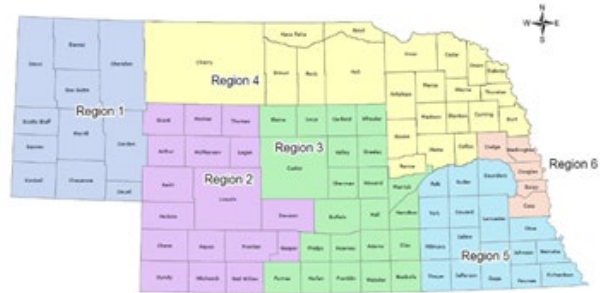 N
W E
S
Region 1
Region 2
Region 3
Region 4
Region 5
Region 6
Sioux
Dawes
Sheridan
Box Butte
Scotts Bluff
Morrill
Garden
Banner
Kimball
Cheyenne
Deuel
Cherry
Keya Paha
Boyd
Brown
Rock
Holt
Knox
Cedar
Dixon
Dakota
Antelope
Pierce
Wayne
Thurston
Madison
Stanton
Cuming
Burt
Boone
Platte
Colfax
Nance
Grant
Hooker
Thomas
Arthur
McPherson
Logan
Keith
Lincoln
Perkins
Dawson
Chase
Hayes
Frontier
Gosper
Dundy
Hitchcock
Red Willow
Blaine
Loup
Garfield
Wheeler
Custer
Valley
Greeley
Sherman
Howard
Merrick
Buffalo
Hall
Hamilton
Phelps
Kearney
Adams
Clay
Furnas
Harlan
Franklin
Webster
Nuckolls
Dodge
Washington
Douglas
Sarpy
Cass
Polk
Butler
Saunders
York
Seward
Lancaster
Otoe
Fillmore
Saline
Johnson
Nemaha
Thayer
Jefferson
Gage
Pawnee
Richardson